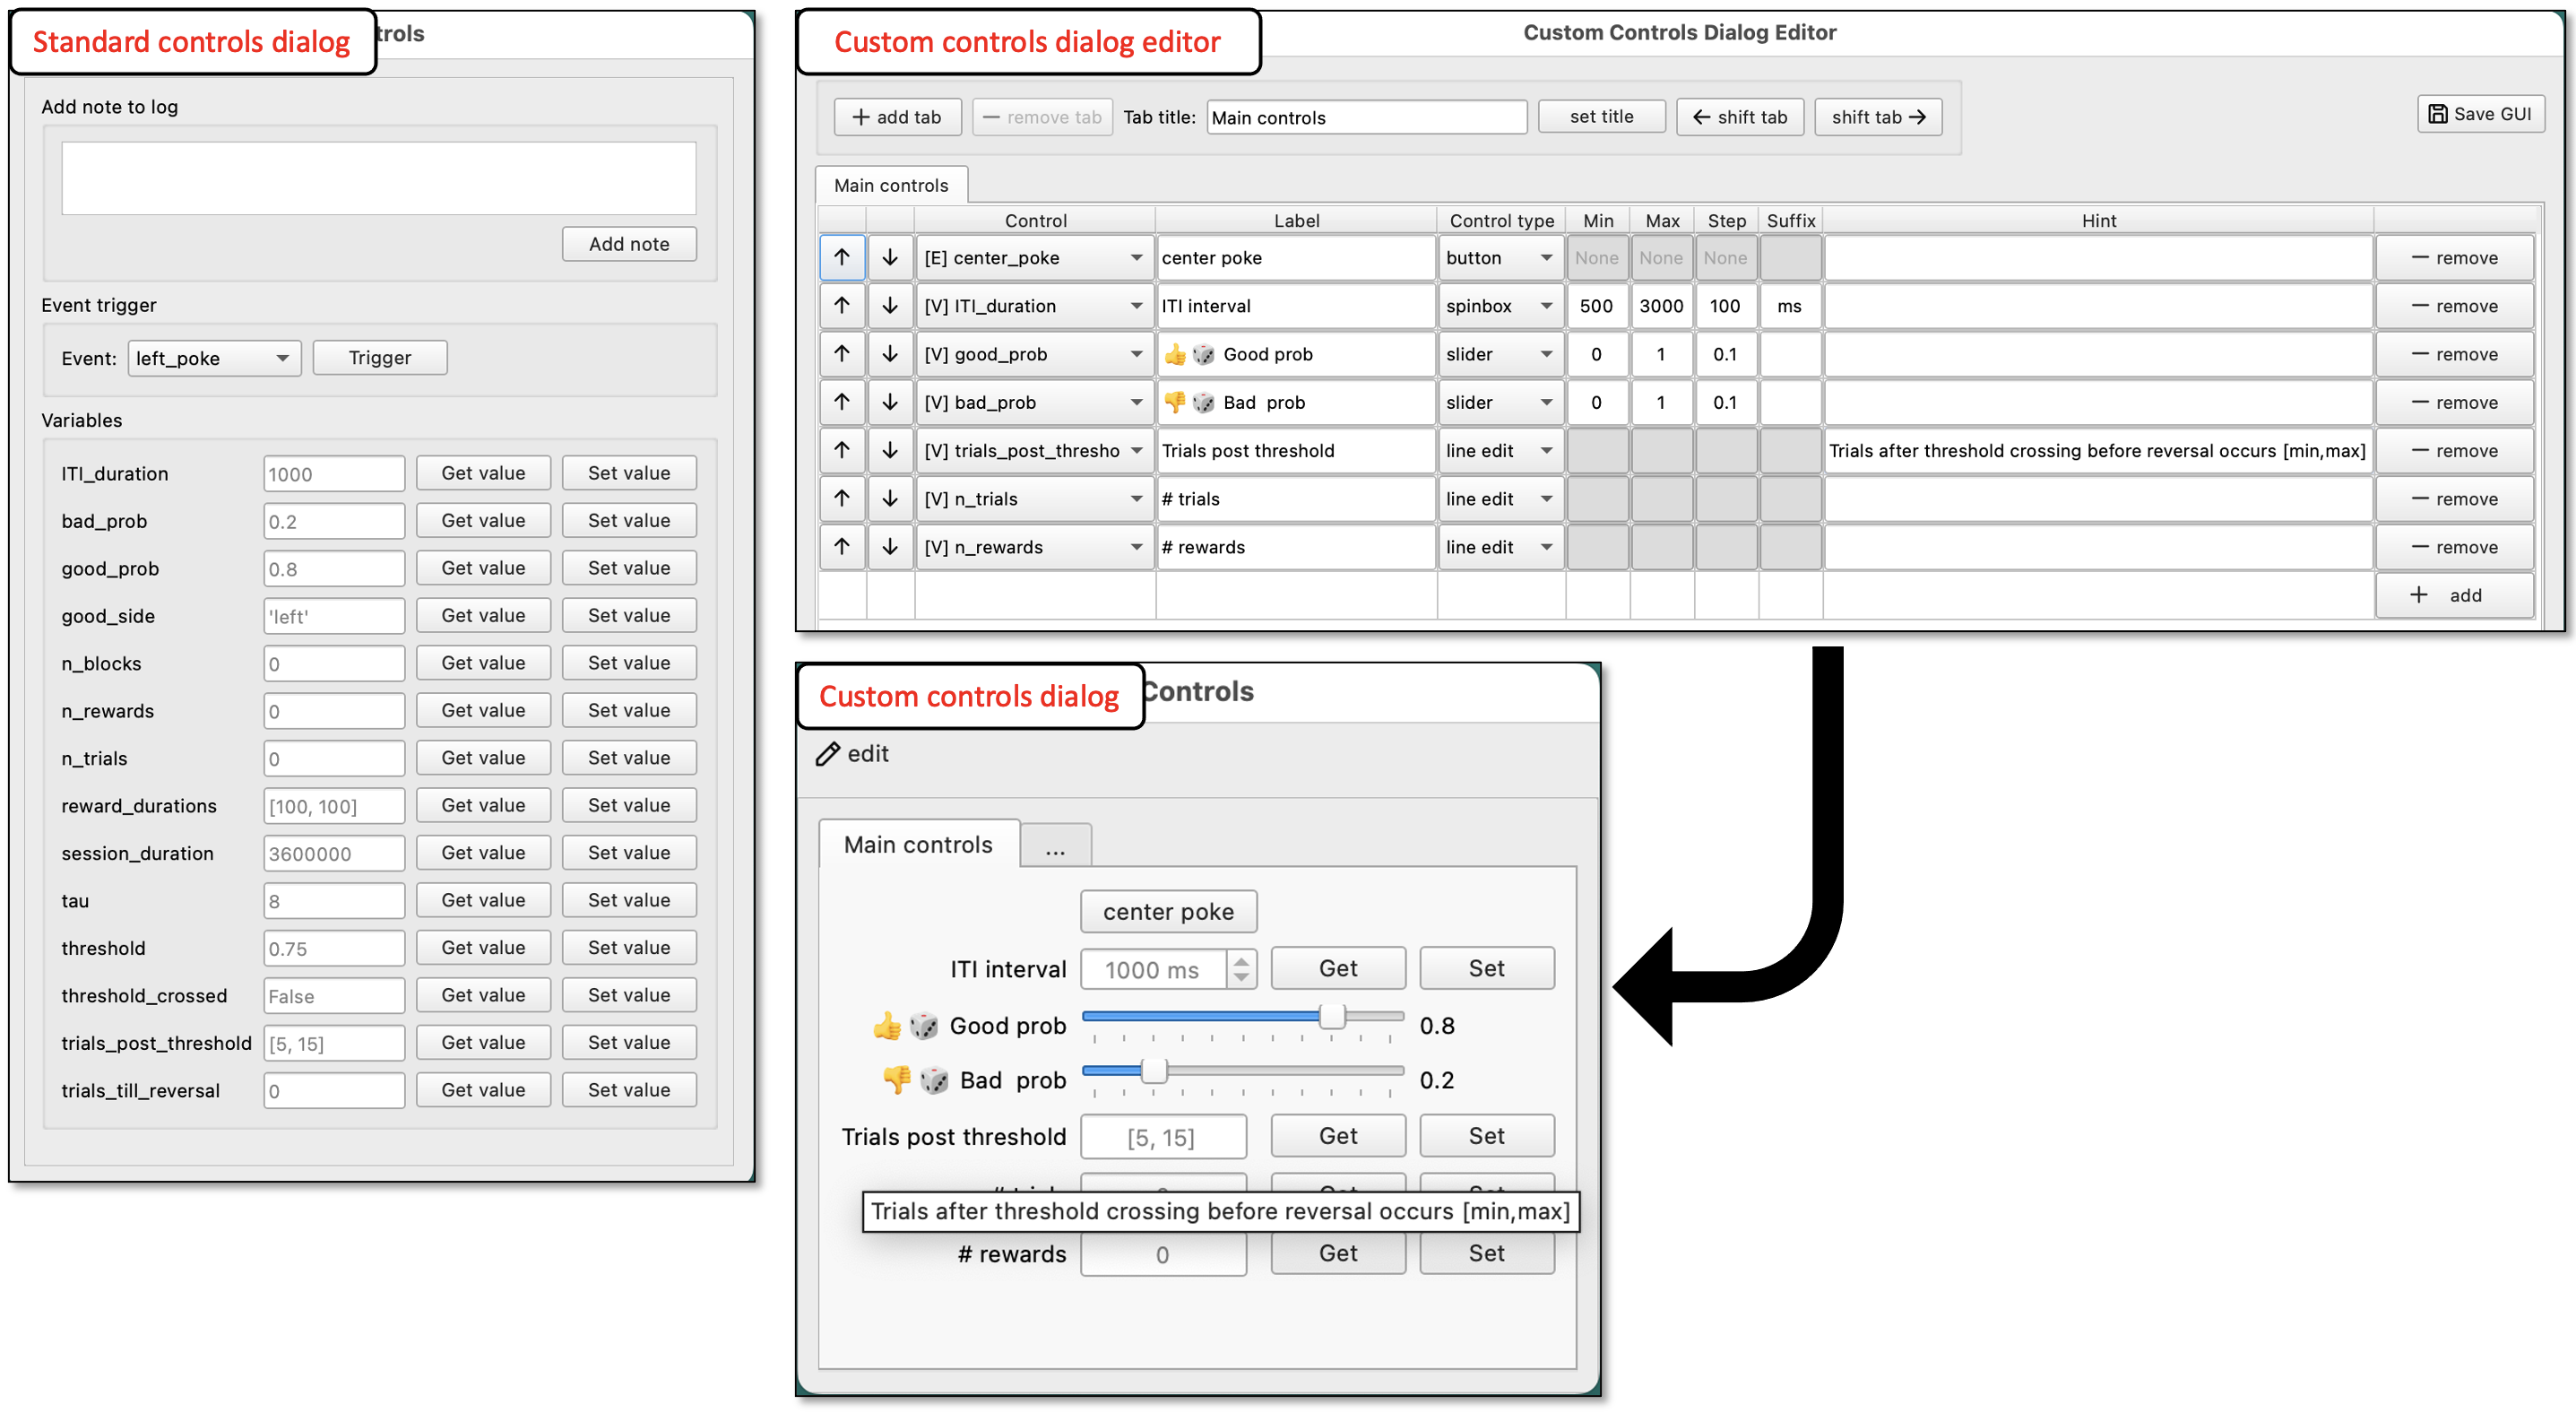 Standard controls dialog
trols
Add note to log
Add note
Event trigger
Event: left_poke Trigger
Variables
ITI_duration 1000 Get value Set value
bad_prob 0.2 Get value Set value
good_prob 0.8 Get value Set value
good_side 'left' Get value Set value
n_blocks 0 Get value Set value
n_rewards 0 Get value Set value
n_trials 0 Get value Set value
reward_durations [100, 100] Get value Set value
session_duration 3600000 Get value Set value
tau 8 Get value Set value
threshold 0.75 Get value Set value
threshold_crossed False Get value Set value
trials_post_threshold [5, 15] Get value Set value
trials_till_reversal 0 Get value Set value
Custom controls dialog editor
Custom Controls Dialog Editor
+ add tab − remove tab Tab title: Main controls set title ← shift tab shift tab → Save GUI
Main controls
Control Label Control type Min Max Step Suffix Hint
↑ ↓ [E] center_poke center poke button None None None − remove
↑ ↓ [V] ITI_duration ITI interval spinbox 500 3000 100 ms − remove
↑ ↓ [V] good_prob 👍🎲 Good prob slider 0 1 0.1 − remove
↑ ↓ [V] bad_prob 👎🎲 Bad prob slider 0 1 0.1 − remove
↑ ↓ [V] trials_post_thresho Trials post threshold line edit Trials after threshold crossing before reversal occurs [min,max] − remove
↑ ↓ [V] n_trials # trials line edit − remove
↑ ↓ [V] n_rewards # rewards line edit − remove
+ add
Custom controls dialog
Controls
edit
Main controls ...
center poke
ITI interval 1000 ms Get Set
👍🎲 Good prob 0.8
👎🎲 Bad prob 0.2
Trials post threshold [5, 15] Get Set
Trials after threshold crossing before reversal occurs [min,max]
# rewards 0 Get Set